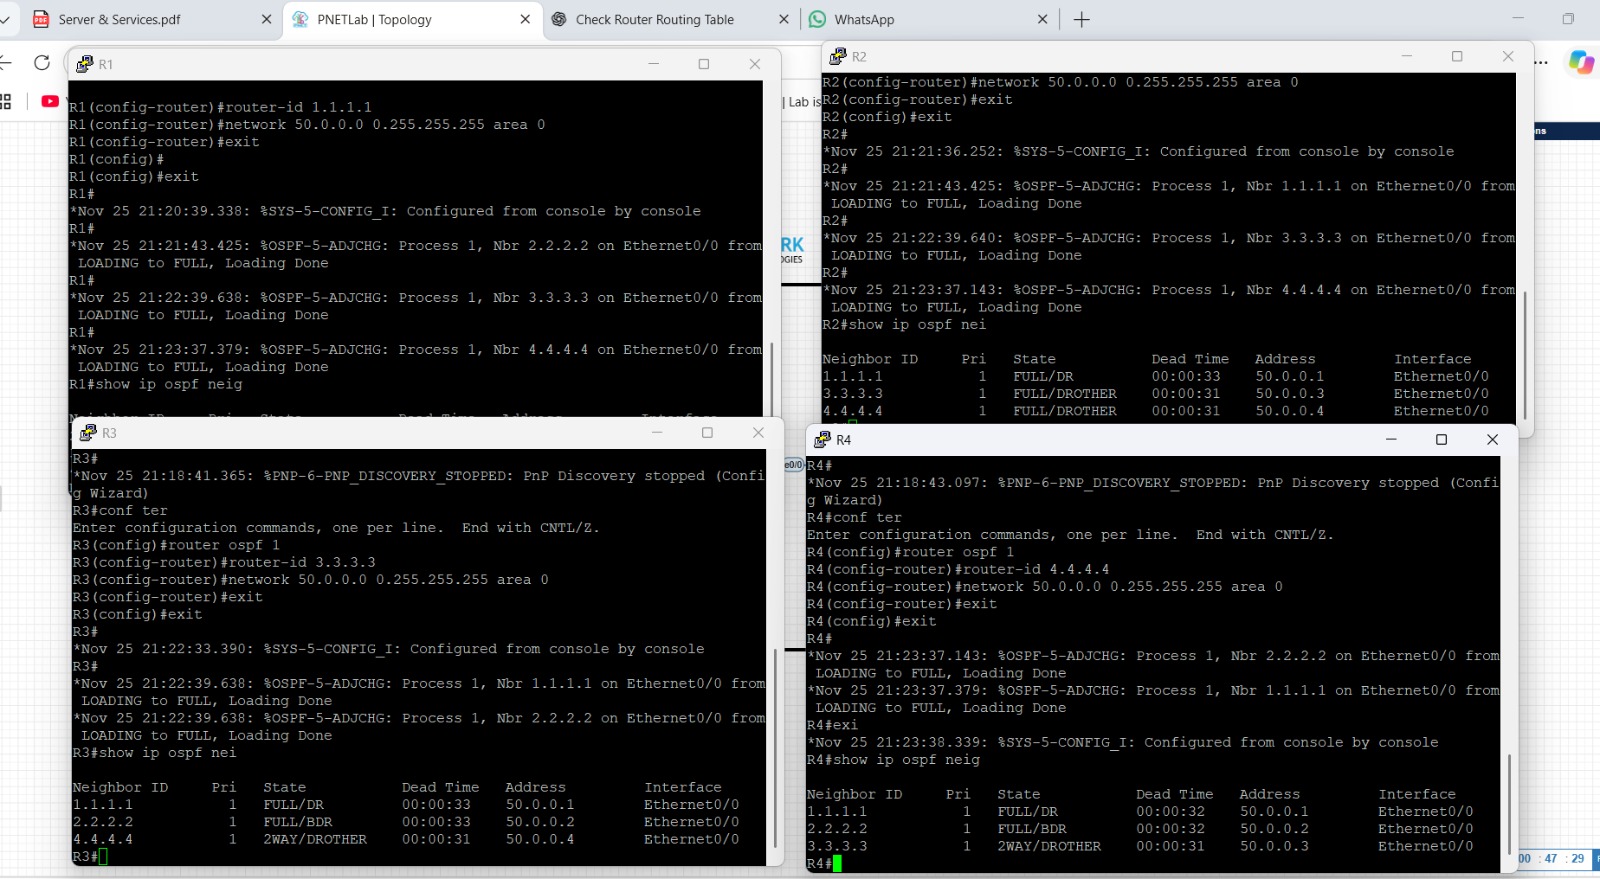 Server & Services.pdf
PNETLab | Topology
Check Router Routing Table
WhatsApp
R1
R1(config-router)#router-id 1.1.1.1
R1(config-router)#network 50.0.0.0 0.255.255.255 area 0
R1(config-router)#exit
R1(config)#
R1(config)#exit
R1#
*Nov 25 21:20:39.338: %SYS-5-CONFIG_I: Configured from console by console
R1#
*Nov 25 21:21:43.425: %OSPF-5-ADJCHG: Process 1, Nbr 2.2.2.2 on Ethernet0/0 from
LOADING to FULL, Loading Done
R1#
*Nov 25 21:22:39.638: %OSPF-5-ADJCHG: Process 1, Nbr 3.3.3.3 on Ethernet0/0 from
LOADING to FULL, Loading Done
R1#
*Nov 25 21:23:37.379: %OSPF-5-ADJCHG: Process 1, Nbr 4.4.4.4 on Ethernet0/0 from
LOADING to FULL, Loading Done
R1#show ip ospf neig
Neighbor ID Pri State Dead Time Address Interface
| Lab is
RK
OGIES
R2
R2(config-router)#network 50.0.0.0 0.255.255.255 area 0
R2(config-router)#exit
R2(config)#exit
R2#
*Nov 25 21:21:36.252: %SYS-5-CONFIG_I: Configured from console by console
R2#
*Nov 25 21:21:43.425: %OSPF-5-ADJCHG: Process 1, Nbr 1.1.1.1 on Ethernet0/0 from
LOADING to FULL, Loading Done
R2#
*Nov 25 21:22:39.640: %OSPF-5-ADJCHG: Process 1, Nbr 3.3.3.3 on Ethernet0/0 from
LOADING to FULL, Loading Done
R2#
*Nov 25 21:23:37.143: %OSPF-5-ADJCHG: Process 1, Nbr 4.4.4.4 on Ethernet0/0 from
LOADING to FULL, Loading Done
R2#show ip ospf nei
Neighbor ID Pri State Dead Time Address Interface
1.1.1.1 1 FULL/DR 00:00:33 50.0.0.1 Ethernet0/0
3.3.3.3 1 FULL/DROTHER 00:00:31 50.0.0.3 Ethernet0/0
4.4.4.4 1 FULL/DROTHER 00:00:31 50.0.0.4 Ethernet0/0
ns
R3
R3#
*Nov 25 21:18:41.365: %PNP-6-PNP_DISCOVERY_STOPPED: PnP Discovery stopped (Confi
g Wizard)
R3#conf ter
Enter configuration commands, one per line. End with CNTL/Z.
R3(config)#router ospf 1
R3(config-router)#router-id 3.3.3.3
R3(config-router)#network 50.0.0.0 0.255.255.255 area 0
R3(config-router)#exit
R3(config)#exit
R3#
*Nov 25 21:22:33.390: %SYS-5-CONFIG_I: Configured from console by console
R3#
*Nov 25 21:22:39.638: %OSPF-5-ADJCHG: Process 1, Nbr 1.1.1.1 on Ethernet0/0 from
LOADING to FULL, Loading Done
*Nov 25 21:22:39.638: %OSPF-5-ADJCHG: Process 1, Nbr 2.2.2.2 on Ethernet0/0 from
LOADING to FULL, Loading Done
R3#show ip ospf nei
Neighbor ID Pri State Dead Time Address Interface
1.1.1.1 1 FULL/DR 00:00:33 50.0.0.1 Ethernet0/0
2.2.2.2 1 FULL/BDR 00:00:33 50.0.0.2 Ethernet0/0
4.4.4.4 1 2WAY/DROTHER 00:00:31 50.0.0.4 Ethernet0/0
R3#
e0/0
R4
R4#
*Nov 25 21:18:43.097: %PNP-6-PNP_DISCOVERY_STOPPED: PnP Discovery stopped (Confi
g Wizard)
R4#conf ter
Enter configuration commands, one per line. End with CNTL/Z.
R4(config)#router ospf 1
R4(config-router)#router-id 4.4.4.4
R4(config-router)#network 50.0.0.0 0.255.255.255 area 0
R4(config-router)#exit
R4(config)#exit
R4#
*Nov 25 21:23:37.143: %OSPF-5-ADJCHG: Process 1, Nbr 2.2.2.2 on Ethernet0/0 from
LOADING to FULL, Loading Done
*Nov 25 21:23:37.379: %OSPF-5-ADJCHG: Process 1, Nbr 1.1.1.1 on Ethernet0/0 from
LOADING to FULL, Loading Done
R4#exi
*Nov 25 21:23:38.339: %SYS-5-CONFIG_I: Configured from console by console
R4#show ip ospf neig
Neighbor ID Pri State Dead Time Address Interface
1.1.1.1 1 FULL/DR 00:00:32 50.0.0.1 Ethernet0/0
2.2.2.2 1 FULL/BDR 00:00:32 50.0.0.2 Ethernet0/0
3.3.3.3 1 2WAY/DROTHER 00:00:31 50.0.0.3 Ethernet0/0
R4#
00 : 47 : 29